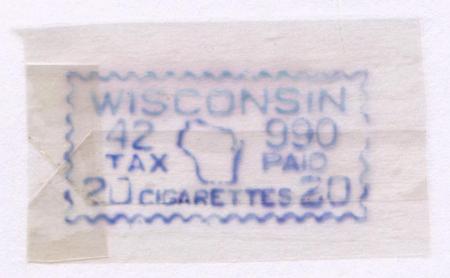 WISCONSIN
42 990
TAX PAID
20 CIGARETTES 20